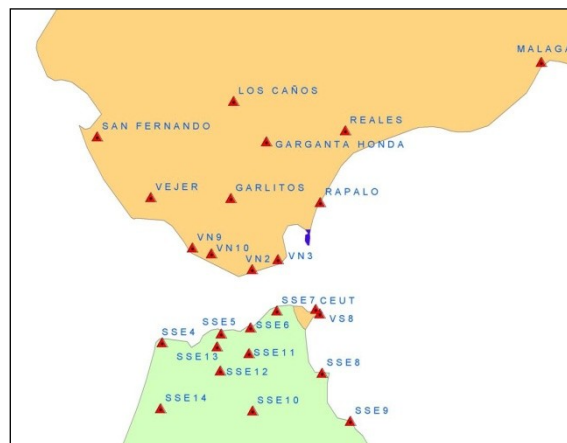 MALAGA
LOS CAÑOS
REALES
SAN FERNANDO
GARGANTA HONDA
VEJER
GARLITOS
RAPALO
VN9
VN10
VN2
VN3
SSE7
CEUT
VS8
SSE4
SSE5
SSE6
SSE13
SSE11
SSE12
SSE8
SSE14
SSE10
SSE9